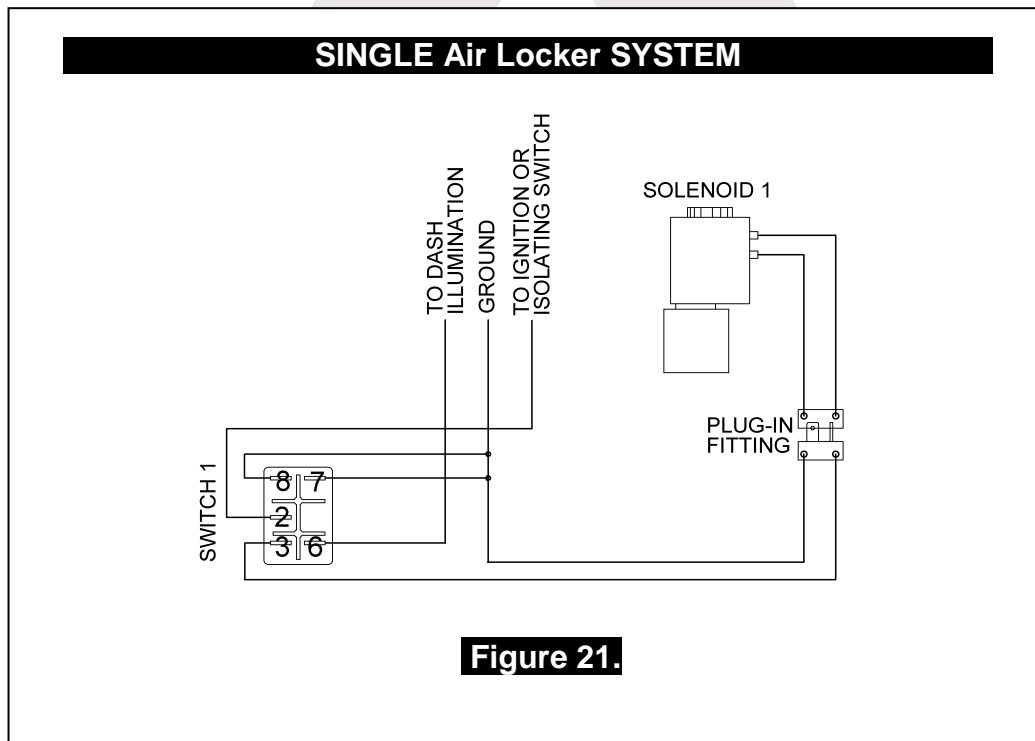 SINGLE Air Locker SYSTEM
TO DASH
ILLUMINATION
GROUND
TO IGNITION OR
ISOLATING SWITCH
SOLENOID 1
PLUG-IN
FITTING
SWITCH 1
8 7
2
3 6
Figure 21.